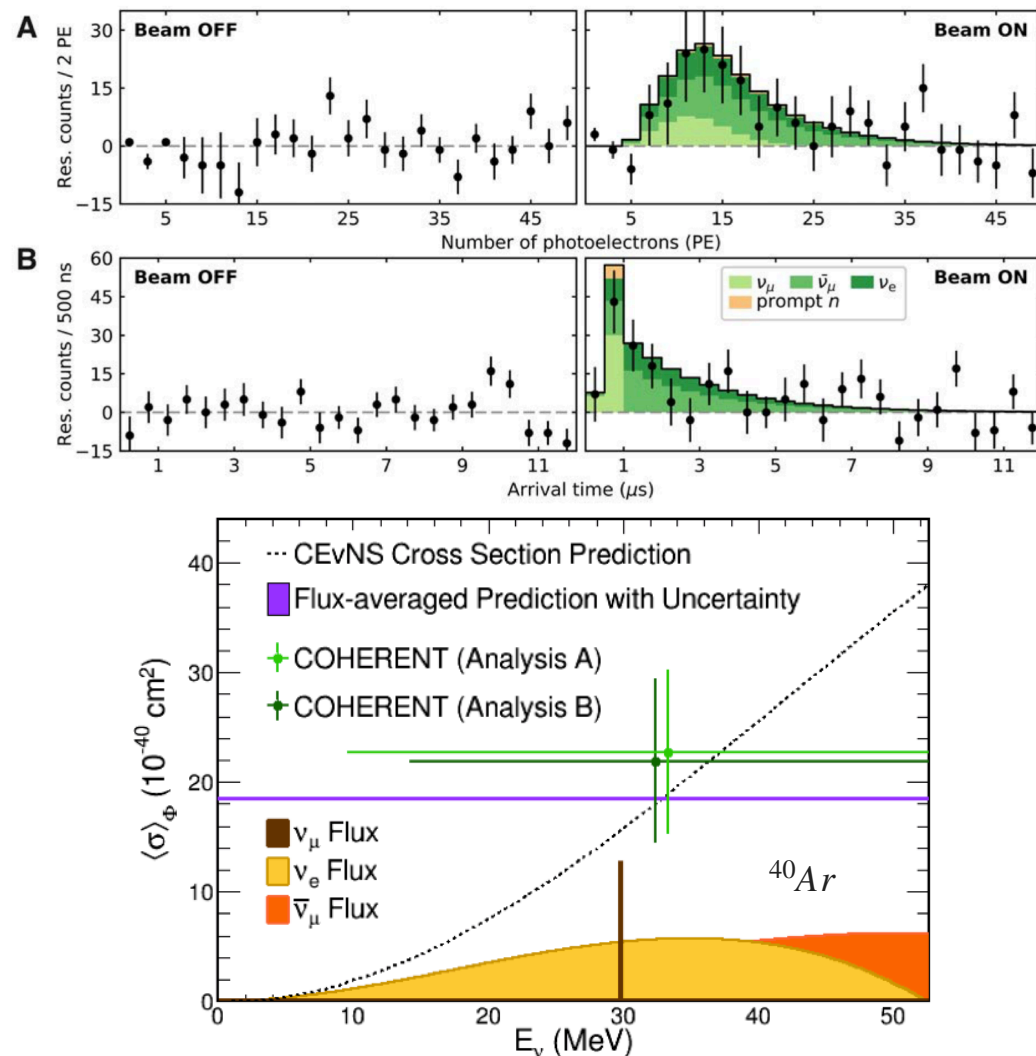 A
Beam OFF
Beam ON
Res. counts / 2 PE
30
15
0
−15
5 15 25 35 45
5 15 25 35 45
Number of photoelectrons (PE)
B
Beam OFF
Beam ON
Res. counts / 500 ns
60
45
30
15
0
−15
νμ ν̄μ νe
prompt n
1 3 5 7 9 11
1 3 5 7 9 11
Arrival time (μs)
CEvNS Cross Section Prediction
Flux-averaged Prediction with Uncertainty
COHERENT (Analysis A)
COHERENT (Analysis B)
νμ Flux
νe Flux
ν̄μ Flux
⁴⁰Ar
⟨σ⟩Φ (10⁻⁴⁰ cm²)
40
30
20
10
0
0 10 20 30 40 50
Eν (MeV)